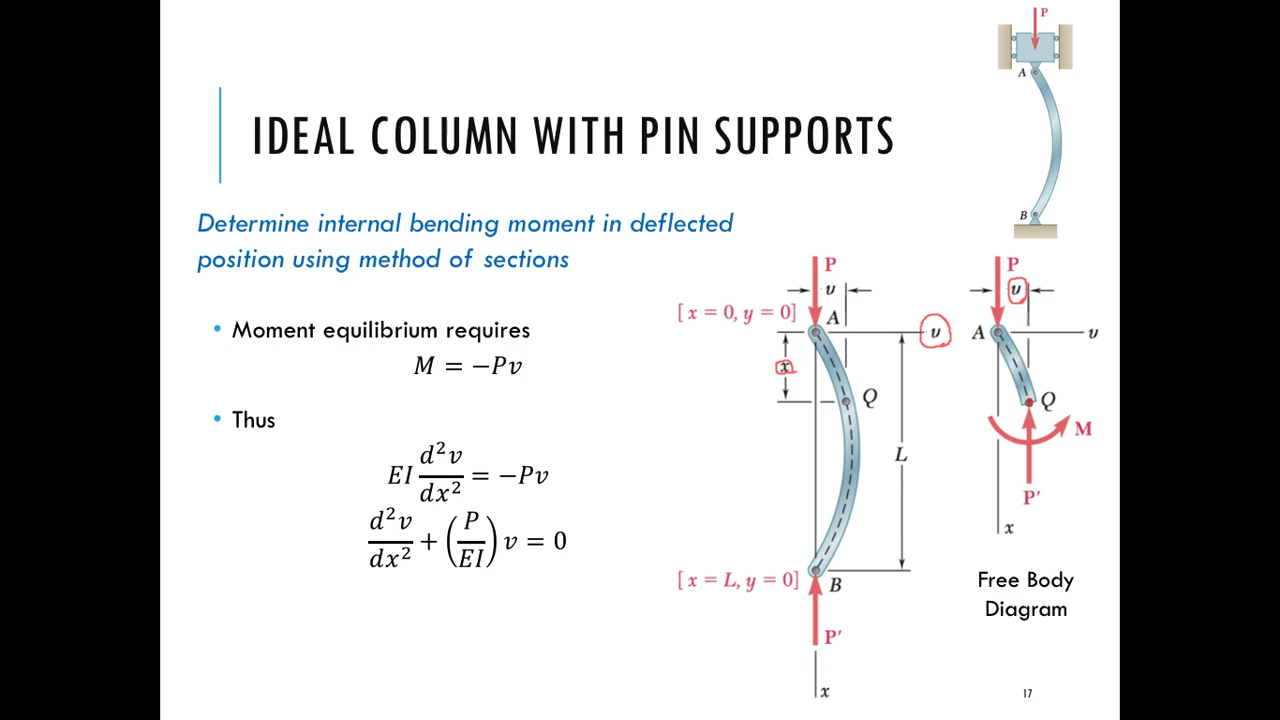 IDEAL COLUMN WITH PIN SUPPORTS
Determine internal bending moment in deflected
position using method of sections
• Moment equilibrium requires
M = −Pv
• Thus
EI d²v/dx² = −Pv
d²v/dx² + (P/EI) v = 0
P
A
B
P
v
[x = 0, y = 0]
A
v
x
Q
L
[x = L, y = 0]
B
P'
x
P
v
A
v
Q
M
P'
x
Free Body
Diagram
17